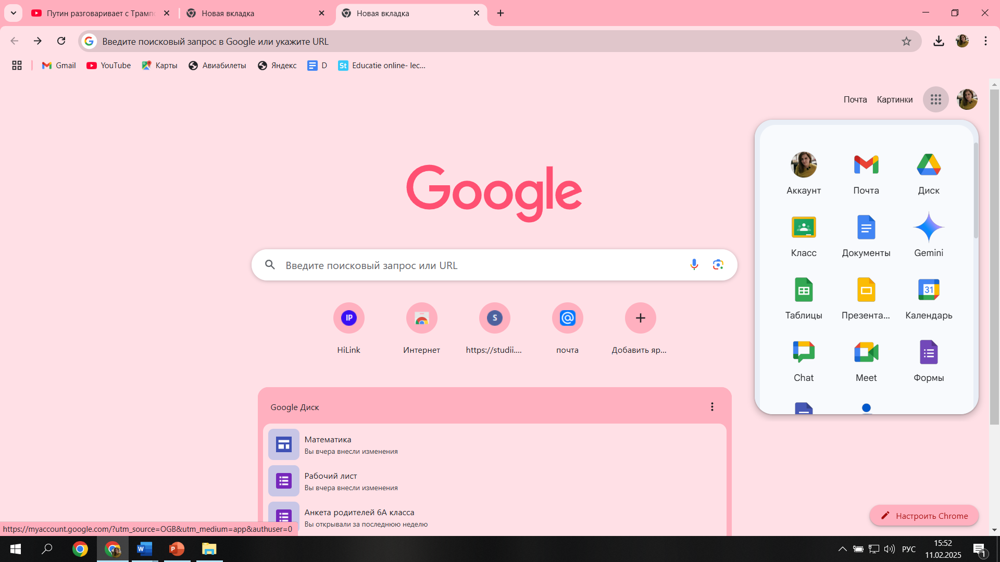 Путин разговаривает с Трамп
Новая вкладка
Новая вкладка
Введите поисковый запрос в Google или укажите URL
Gmail
YouTube
Карты
Авиабилеты
Яндекс
D
St
Educatie online- lec...
Почта
Картинки
Google
Введите поисковый запрос или URL
IP
S
HiLink
Интернет
https://studii....
почта
Добавить яр...
Аккаунт
Почта
Диск
Класс
Документы
Gemini
31
Таблицы
Презента...
Календарь
Chat
Meet
Формы
Google Диск
Математика
Вы вчера внесли изменения
Рабочий лист
Вы вчера внесли изменения
Анкета родителей 6А класса
Вы открывали за последнюю неделю
Настроить Chrome
https://myaccount.google.com/?utm_source=OGB&utm_medium=app&authuser=0
W
P
РУС
15:52
11.02.2025
1